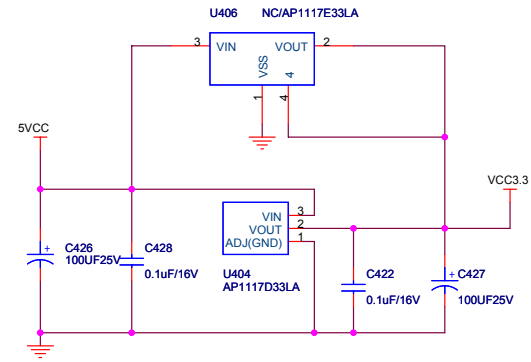 U406 NC/AP1117E33LA
3 VIN VOUT 2
VSS 4
1 4
5VCC
VCC3.3
VIN 3
VOUT 2
ADJ(GND) 1
+ C426
100UF25V
C428
0.1uF/16V
U404
AP1117D33LA
C422
0.1uF/16V
+ C427
100UF25V